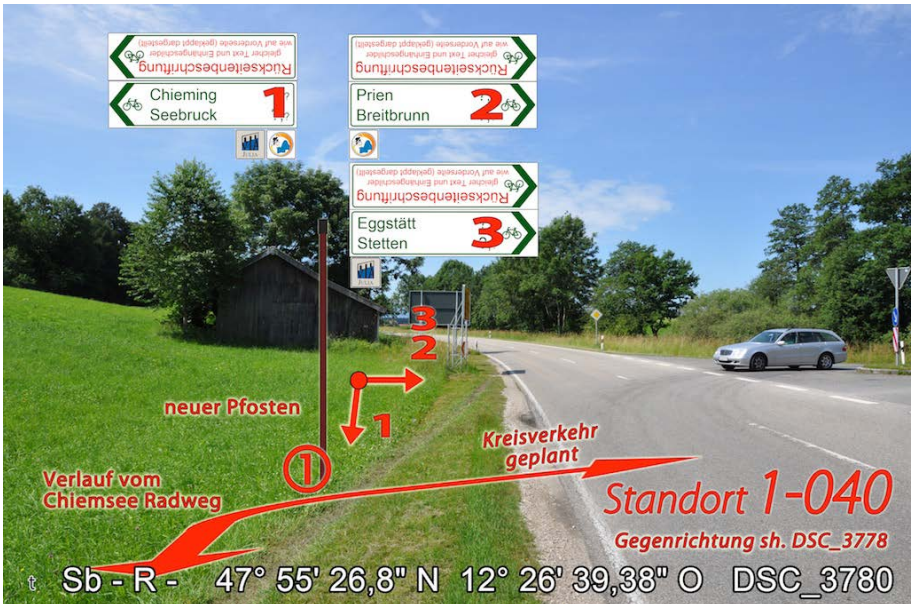 Rückseitenbeschriftung
gleicher Text und Einhängeschilder
wie auf Vorderseite (geklappt dargestellt)
Chieming
Seebruck
1
Rückseitenbeschriftung
gleicher Text und Einhängeschilder
wie auf Vorderseite (geklappt dargestellt)
Prien
Breitbrunn
2
Rückseitenbeschriftung
gleicher Text und Einhängeschilder
wie auf Vorderseite (geklappt dargestellt)
Eggstätt
Stetten
3
3
2
1
neuer Pfosten
1
Verlauf vom
Chiemsee Radweg
Kreisverkehr
geplant
Standort 1-040
Gegenrichtung sh. DSC_3778
t Sb - R - 47° 55' 26,8" N 12° 26' 39,38" O DSC_3780